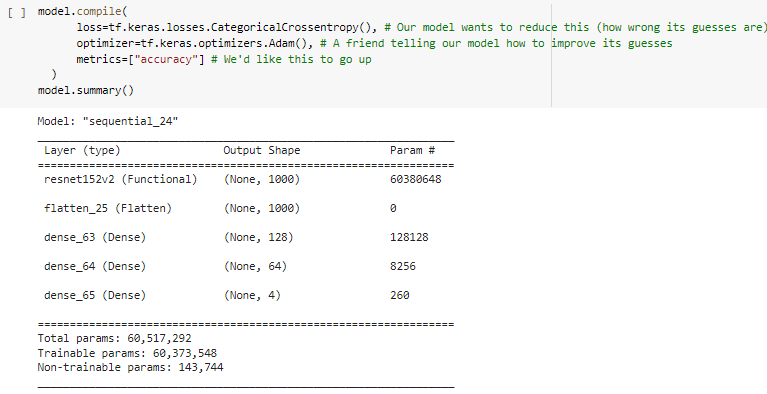 [ ] model.compile(
loss=tf.keras.losses.CategoricalCrossentropy(), # Our model wants to reduce this (how wrong its guesses are)
optimizer=tf.keras.optimizers.Adam(), # A friend telling our model how to improve its guesses
metrics=["accuracy"] # We'd like this to go up
)
model.summary()
Model: "sequential_24"
Layer (type) Output Shape Param #
=================================================================
resnet152v2 (Functional) (None, 1000) 60380648
flatten_25 (Flatten) (None, 1000) 0
dense_63 (Dense) (None, 128) 128128
dense_64 (Dense) (None, 64) 8256
dense_65 (Dense) (None, 4) 260
=================================================================
Total params: 60,517,292
Trainable params: 60,373,548
Non-trainable params: 143,744